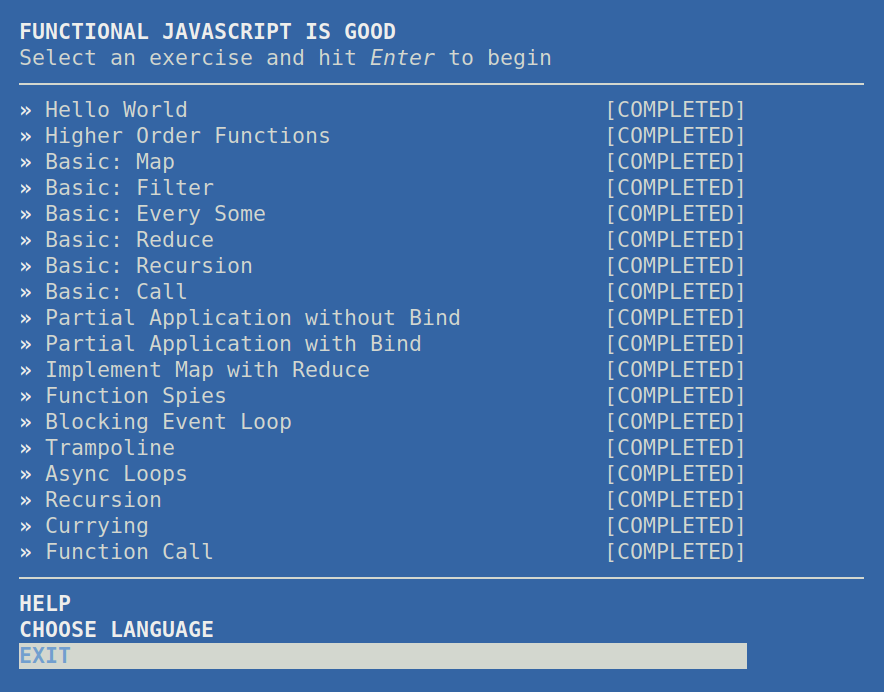 FUNCTIONAL JAVASCRIPT IS GOOD
Select an exercise and hit Enter to begin
» Hello World [COMPLETED]
» Higher Order Functions [COMPLETED]
» Basic: Map [COMPLETED]
» Basic: Filter [COMPLETED]
» Basic: Every Some [COMPLETED]
» Basic: Reduce [COMPLETED]
» Basic: Recursion [COMPLETED]
» Basic: Call [COMPLETED]
» Partial Application without Bind [COMPLETED]
» Partial Application with Bind [COMPLETED]
» Implement Map with Reduce [COMPLETED]
» Function Spies [COMPLETED]
» Blocking Event Loop [COMPLETED]
» Trampoline [COMPLETED]
» Async Loops [COMPLETED]
» Recursion [COMPLETED]
» Currying [COMPLETED]
» Function Call [COMPLETED]
HELP
CHOOSE LANGUAGE
EXIT